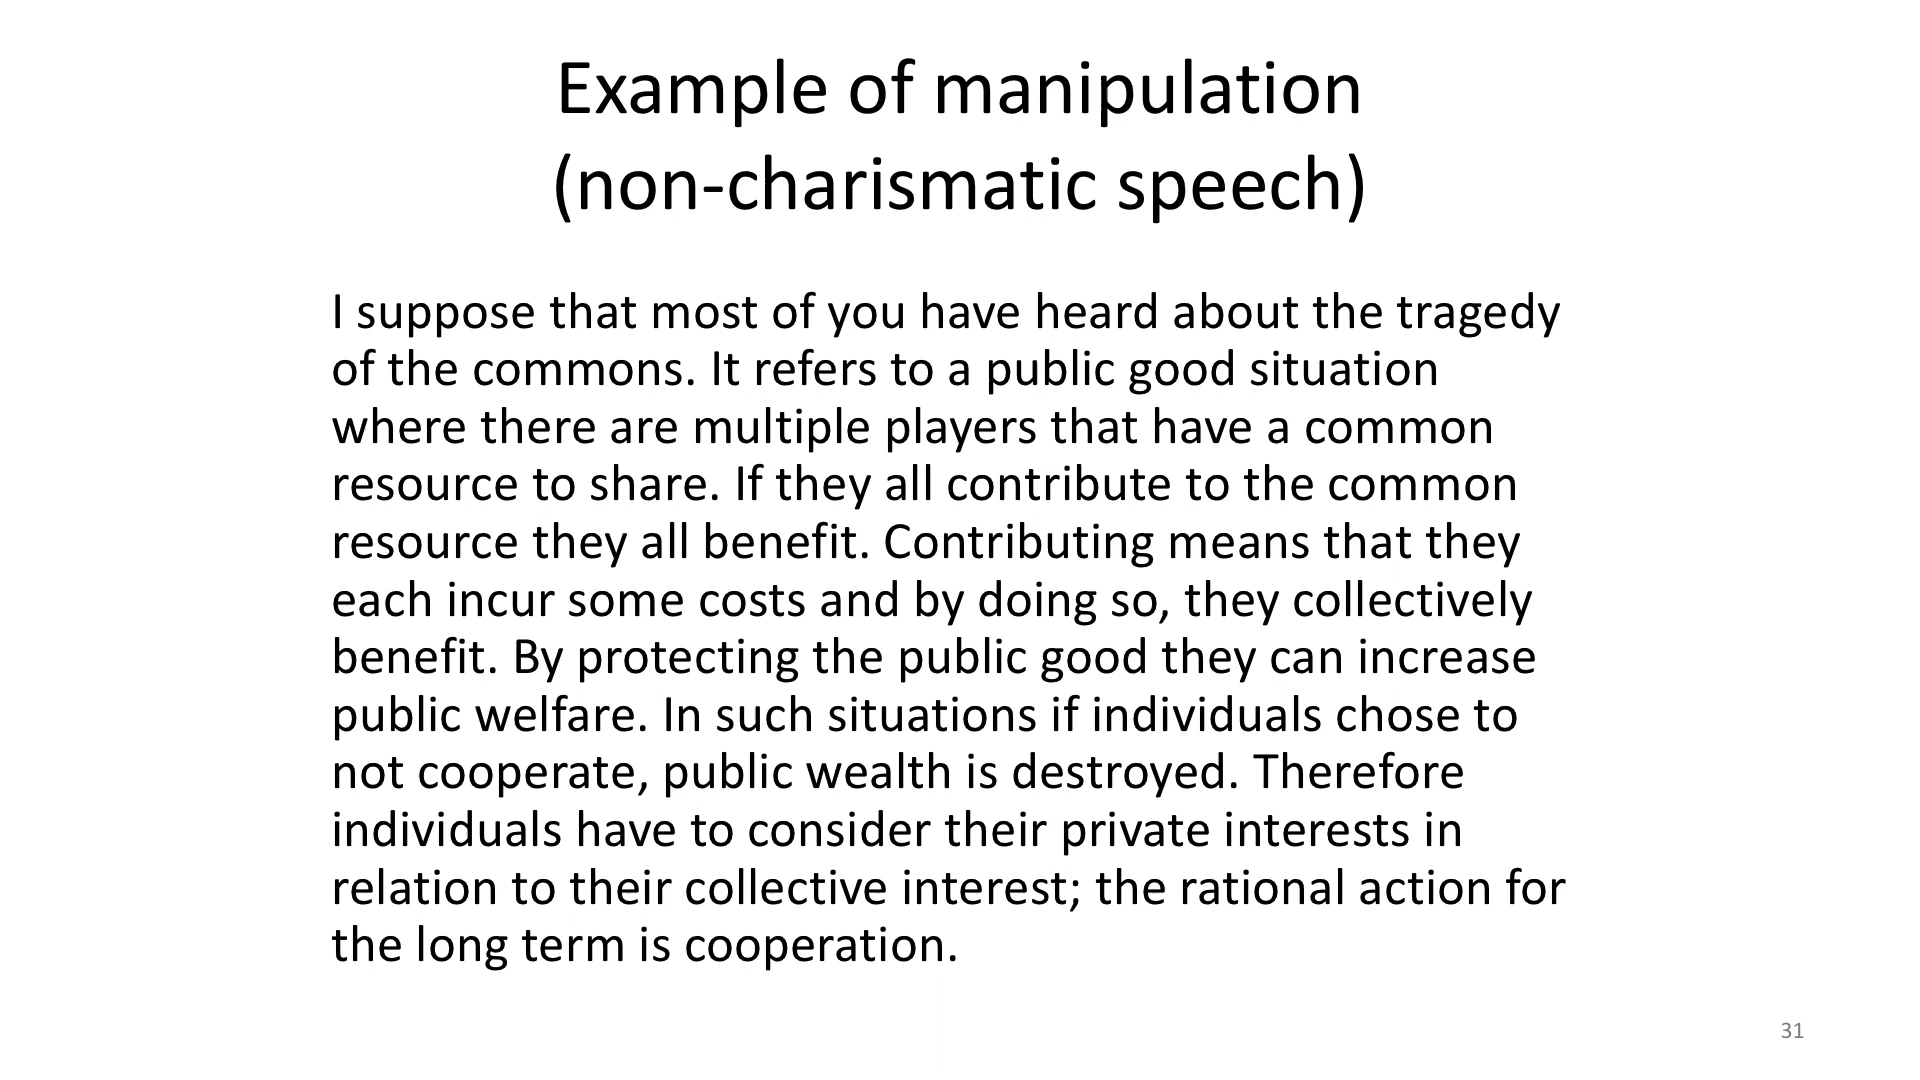 Example of manipulation
(non-charismatic speech)
I suppose that most of you have heard about the tragedy
of the commons. It refers to a public good situation
where there are multiple players that have a common
resource to share. If they all contribute to the common
resource they all benefit. Contributing means that they
each incur some costs and by doing so, they collectively
benefit. By protecting the public good they can increase
public welfare. In such situations if individuals chose to
not cooperate, public wealth is destroyed. Therefore
individuals have to consider their private interests in
relation to their collective interest; the rational action for
the long term is cooperation.
31